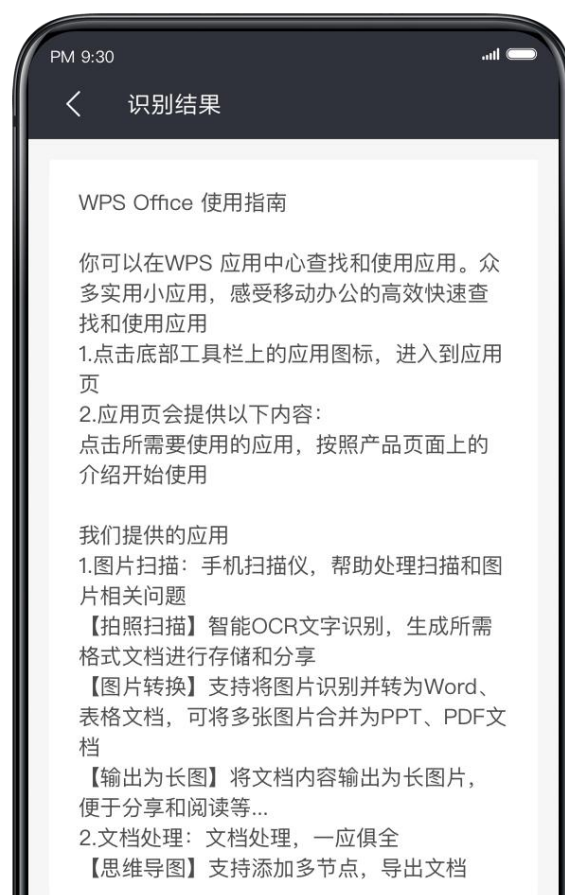 PM 9:30
识别结果
WPS Office 使用指南
你可以在WPS 应用中心查找和使用应用。众
多实用小应用，感受移动办公的高效快速查
找和使用应用
1.点击底部工具栏上的应用图标，进入到应用
页
2.应用页会提供以下内容：
点击所需要使用的应用，按照产品页面上的
介绍开始使用
我们提供的应用
1.图片扫描：手机扫描仪，帮助处理扫描和图
片相关问题
【拍照扫描】智能OCR文字识别，生成所需
格式文档进行存储和分享
【图片转换】支持将图片识别并转为Word、
表格文档，可将多张图片合并为PPT、PDF文
档
【输出为长图】将文档内容输出为长图片，
便于分享和阅读等...
2.文档处理：文档处理，一应俱全
【思维导图】支持添加多节点，导出文档